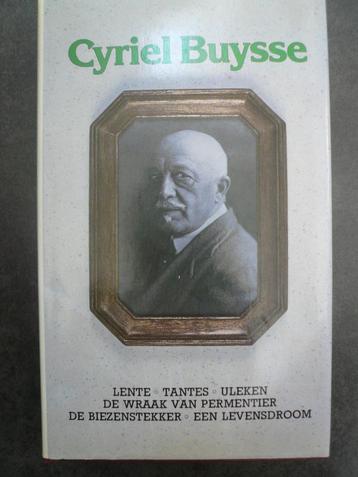 Cyriel Buysse
LENTE ◦ TANTES ◦ ULEKEN
DE WRAAK VAN PERMENTIER
DE BIEZENSTEKKER ◦ EEN LEVENSDROOM